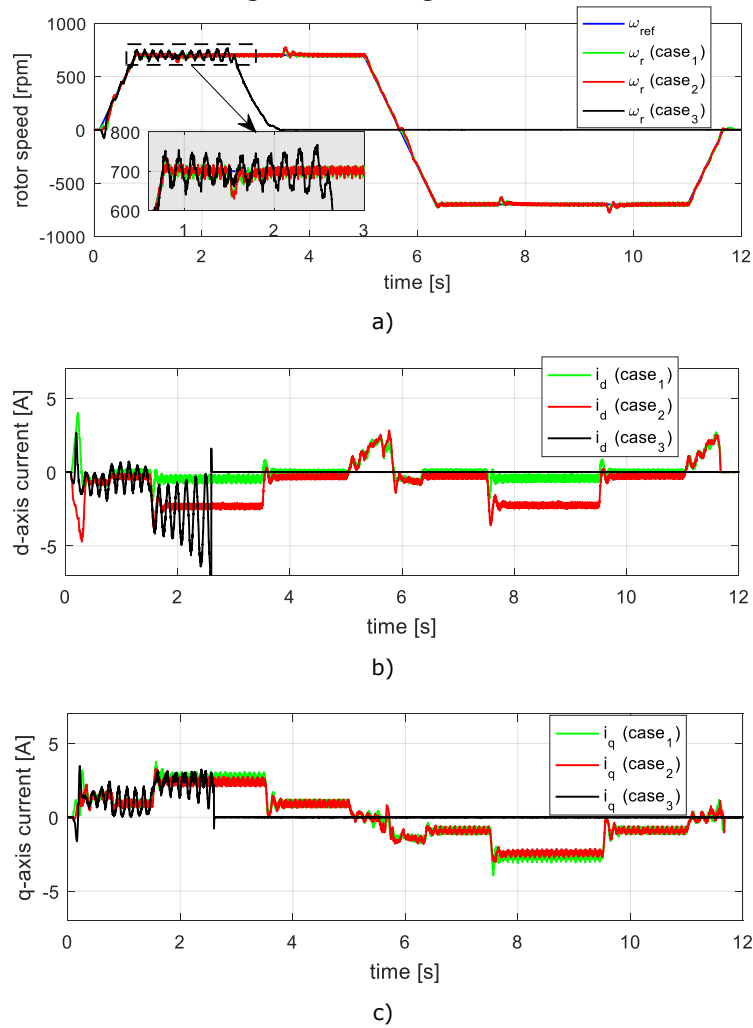 1000
500
0
-500
-1000
rotor speed [rpm]
ω_ref
ω_r (case_1)
ω_r (case_2)
ω_r (case_3)
800
700
600
1 2 3
0 2 4 6 8 10 12
time [s]
a)
5
0
-5
d-axis current [A]
i_d (case_1)
i_d (case_2)
i_d (case_3)
0 2 4 6 8 10 12
time [s]
b)
5
0
-5
q-axis current [A]
i_q (case_1)
i_q (case_2)
i_q (case_3)
0 2 4 6 8 10 12
time [s]
c)